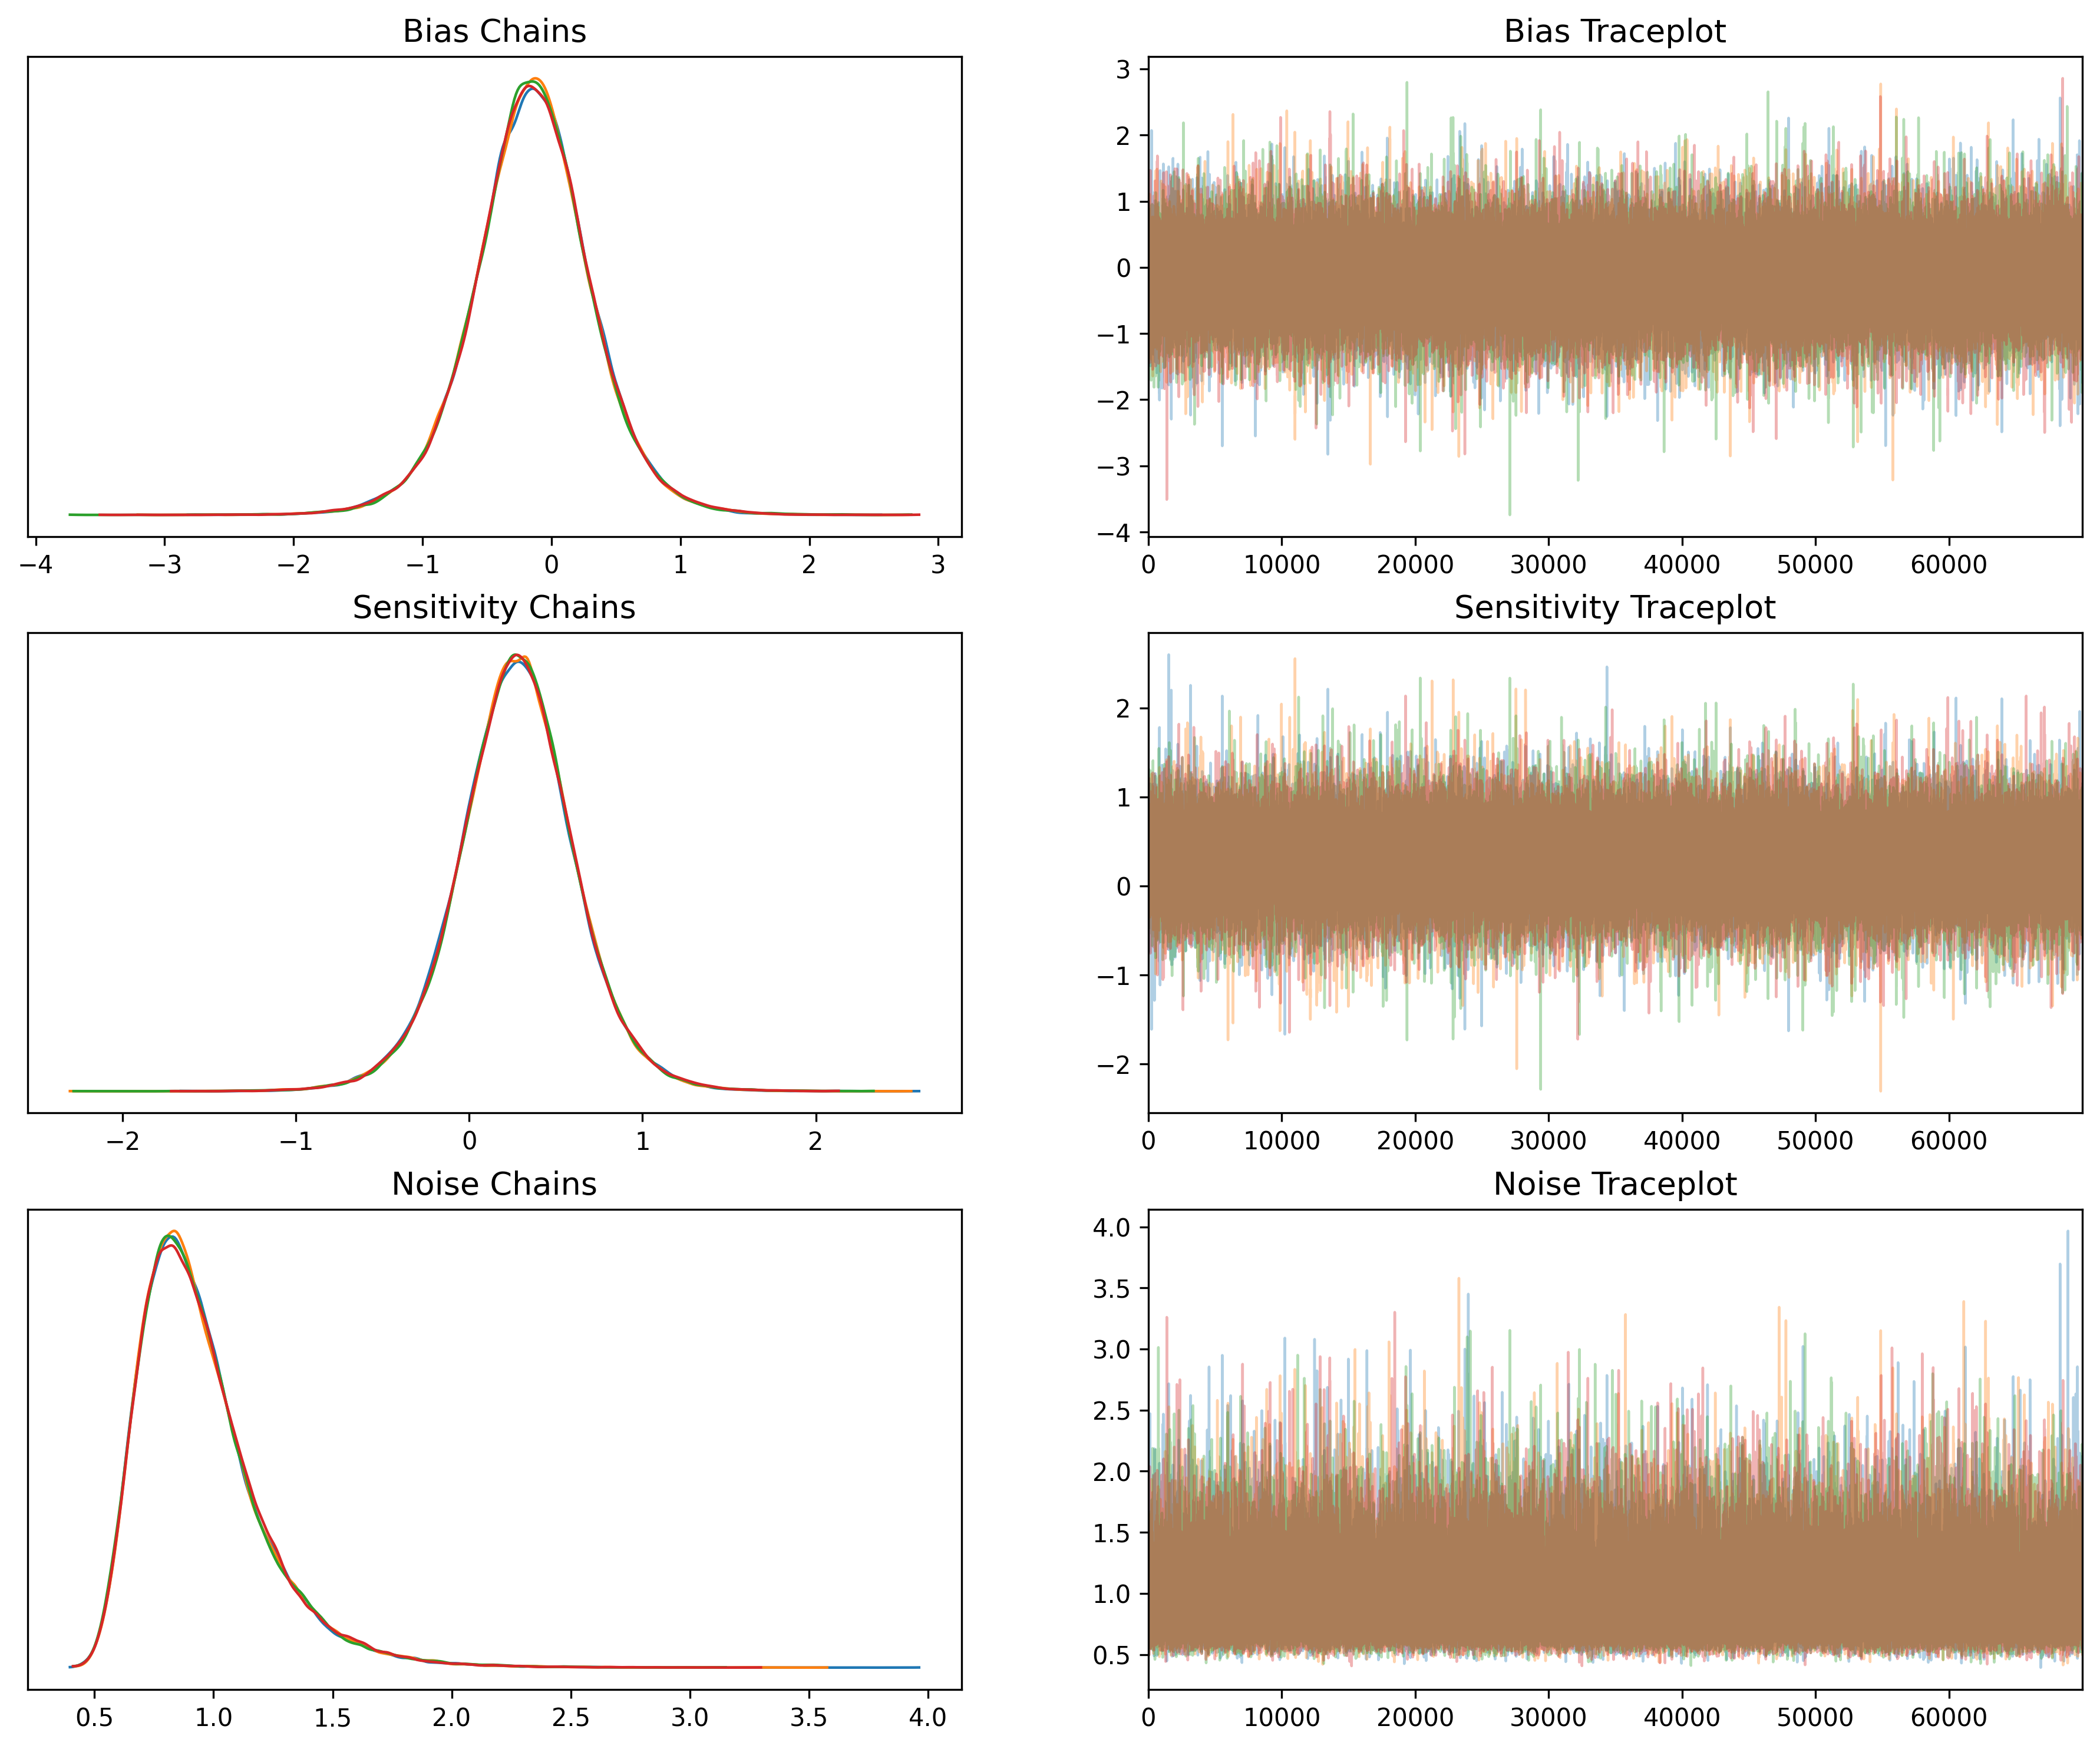 Bias Chains
−4 −3 −2 −1 0 1 2 3
Bias Traceplot
3
2
1
0
−1
−2
−3
−4
0 10000 20000 30000 40000 50000 60000
Sensitivity Chains
−2 −1 0 1 2
Sensitivity Traceplot
2
1
0
−1
−2
0 10000 20000 30000 40000 50000 60000
Noise Chains
0.5 1.0 1.5 2.0 2.5 3.0 3.5 4.0
Noise Traceplot
4.0
3.5
3.0
2.5
2.0
1.5
1.0
0.5
0 10000 20000 30000 40000 50000 60000